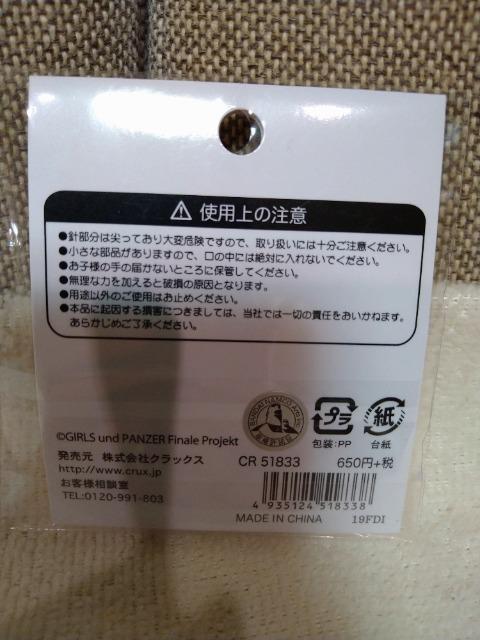 ⚠ 使用上の注意
●針部分は尖っており大変危険ですので、取り扱いには十分ご注意ください。
●小さな部品がありますので、口の中には絶対に入れないでください。
●お子様の手の届かないところに保管してください。
●無理な力を加えると破損の原因となります。
●用途以外のご使用はお止めください。
●本品に起因する損害につきましては、当社では一切の責任をおいかねます。
あらかじめご了承ください。
©GIRLS und PANZER Finale Projekt
発売元 株式会社クラックス
http://www.crux.jp/
お客様相談室
TEL:0120-991-803
プラ
包装:PP
紙
台紙
CR 51833
650円+税
4 935124 518338
MADE IN CHINA
19FDI